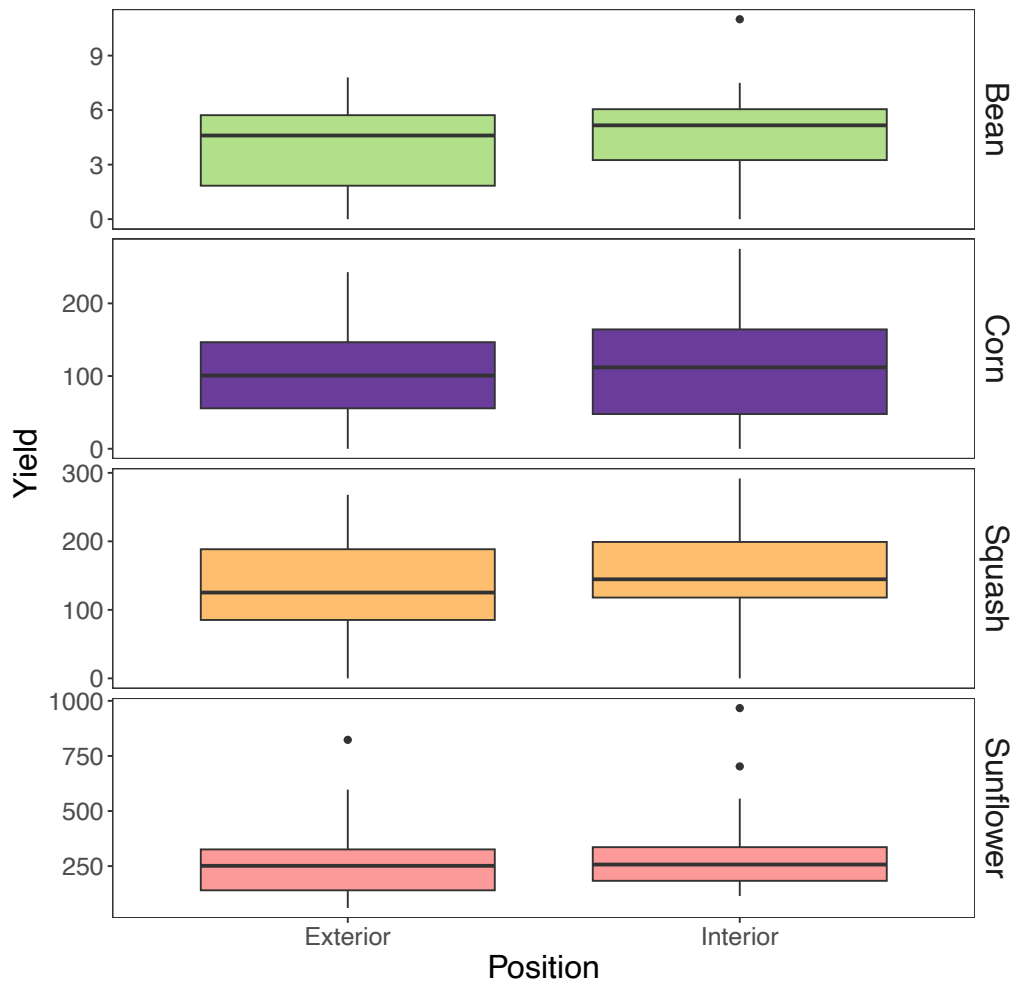 9
6
3
0
Bean
200
100
0
Corn
300
200
100
0
Squash
1000
750
500
250
Sunflower
Yield
Exterior
Interior
Position